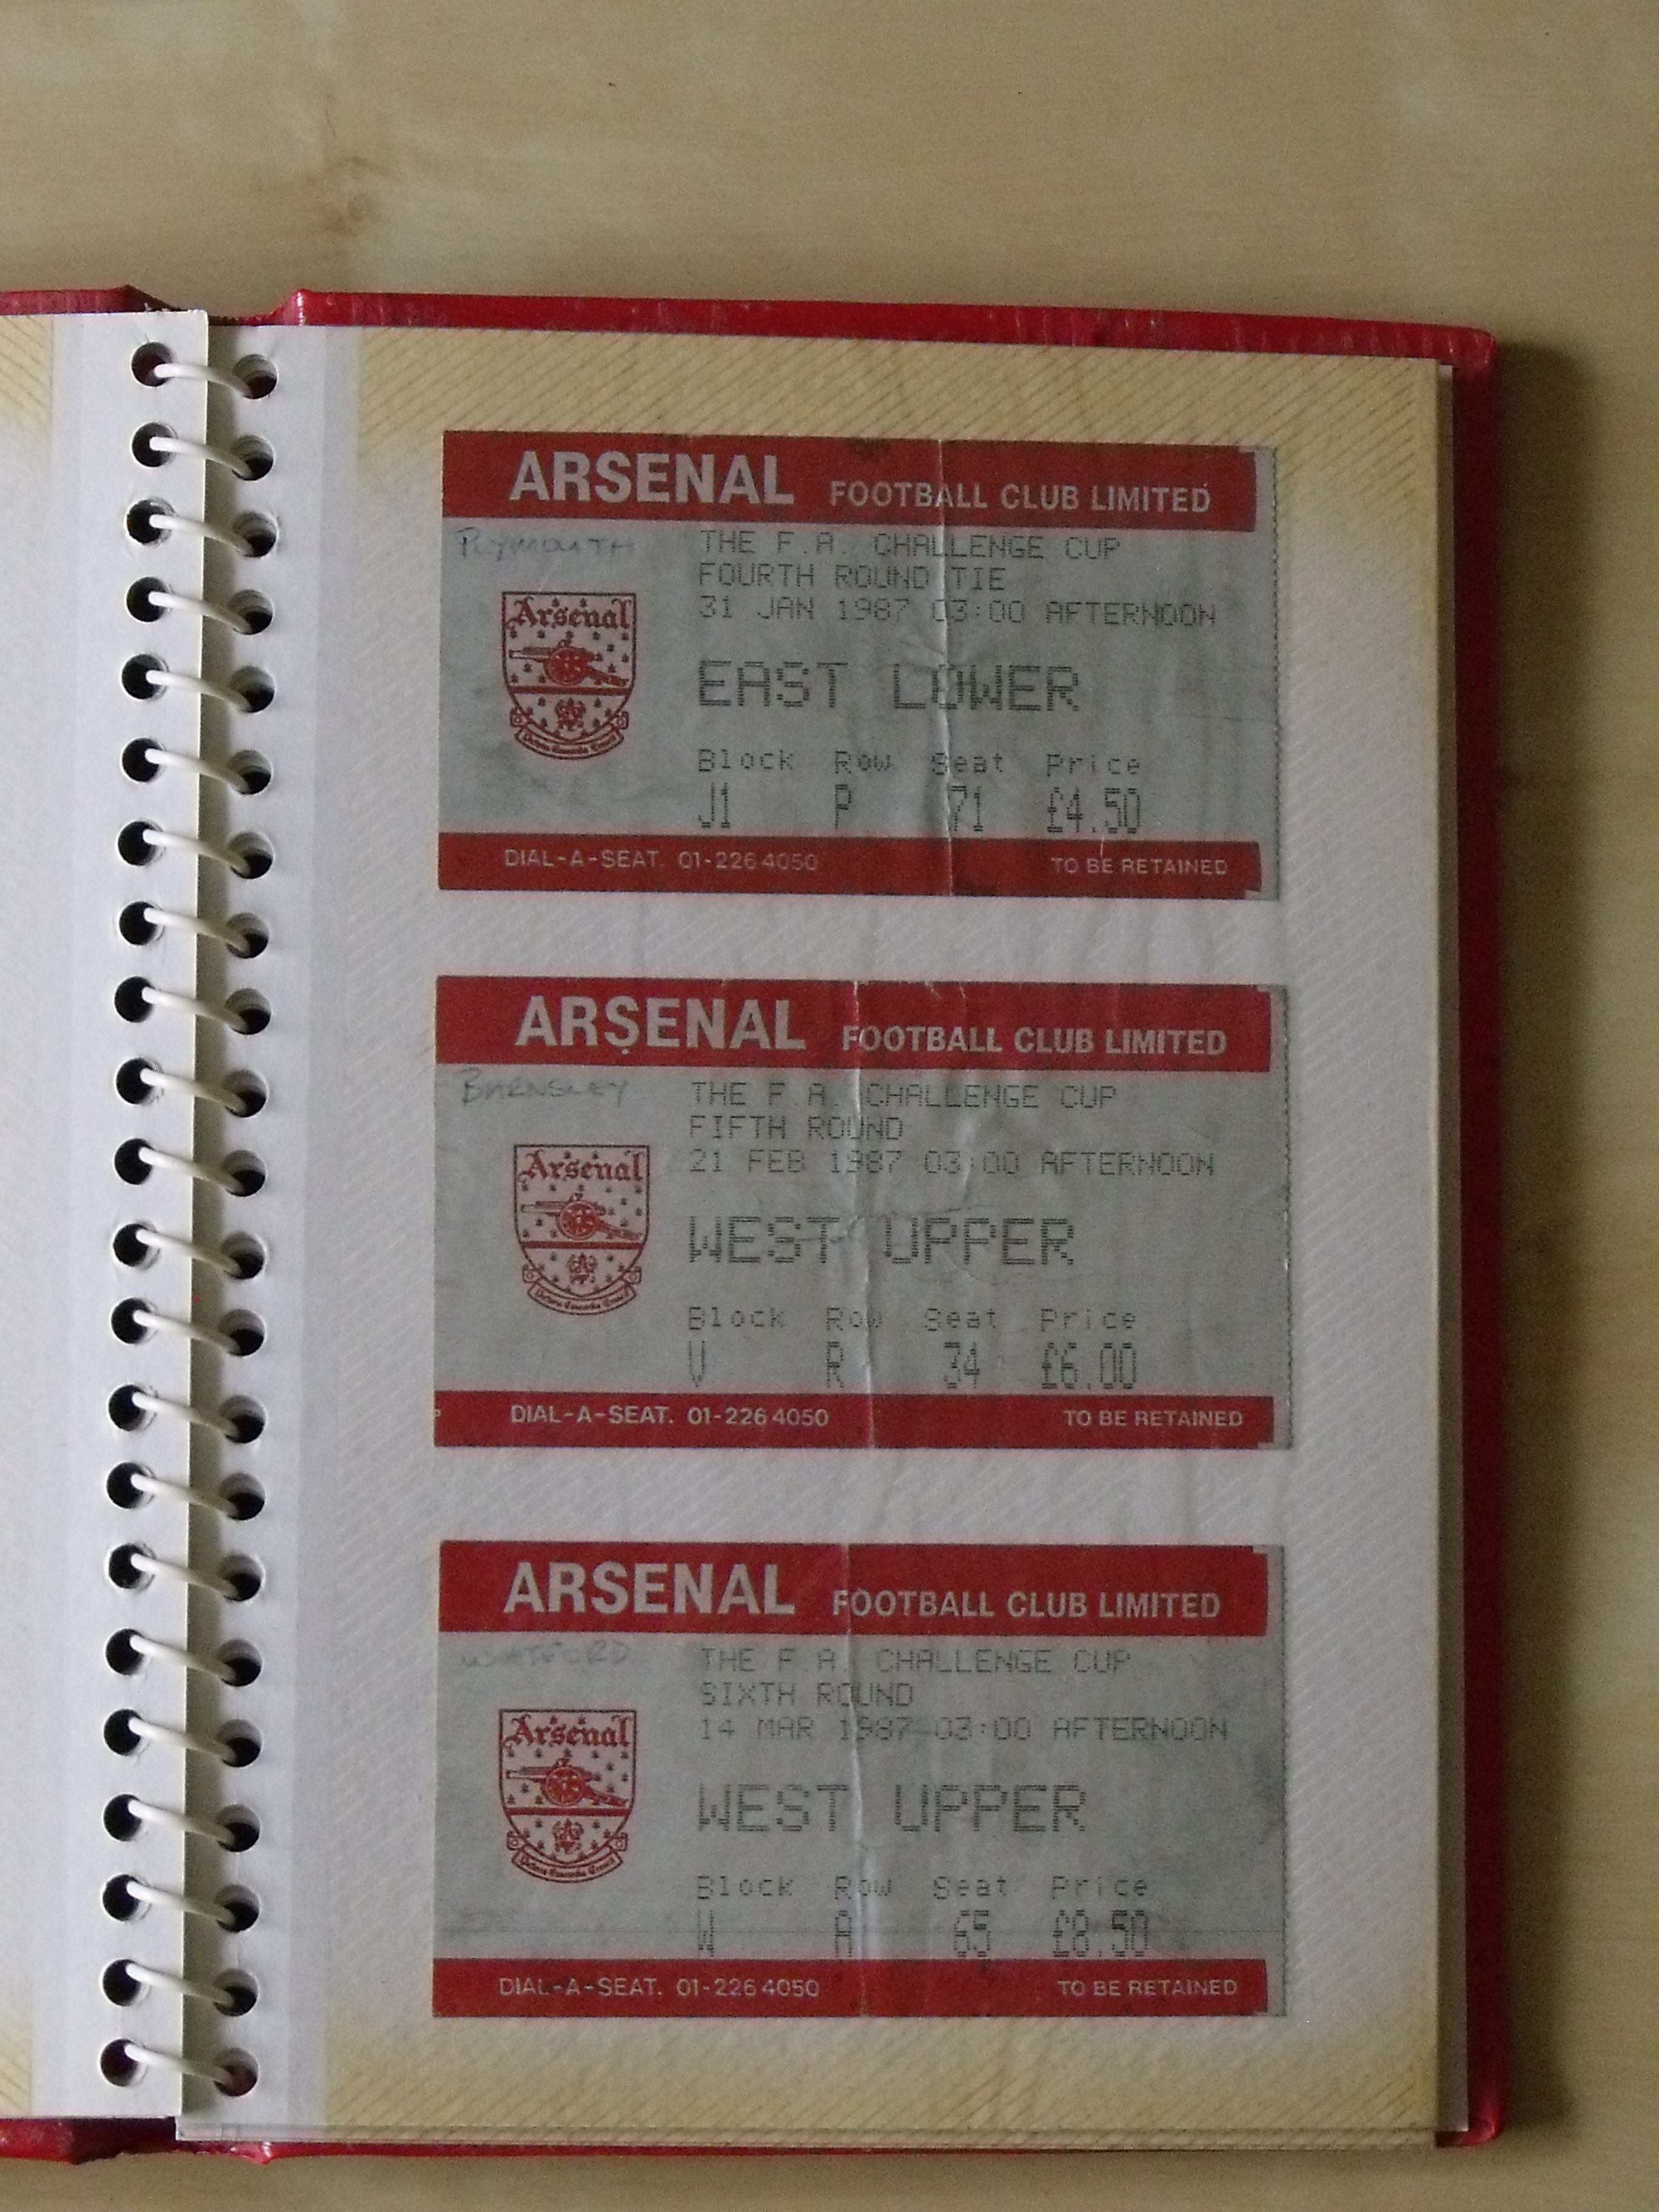 ARSENAL FOOTBALL CLUB LIMITED
PLYMOUTH
THE F.A. CHALLENGE CUP
FOURTH ROUND TIE
31 JAN 1987 03:00 AFTERNOON
Arsenal
EAST LOWER
Block Row Seat Price
J1 P 71 £4.50
DIAL-A-SEAT. 01-226 4050 TO BE RETAINED
ARSENAL FOOTBALL CLUB LIMITED
BARNSLEY
THE F.A. CHALLENGE CUP
FIFTH ROUND
21 FEB 1987 03:00 AFTERNOON
Arsenal
WEST UPPER
Block Row Seat Price
V R 34 £6.00
DIAL-A-SEAT. 01-226 4050 TO BE RETAINED
ARSENAL FOOTBALL CLUB LIMITED
WATFORD
THE F.A. CHALLENGE CUP
SIXTH ROUND
14 MAR 1987 03:00 AFTERNOON
Arsenal
WEST UPPER
Block Row Seat Price
W A 65 £8.50
DIAL-A-SEAT. 01-226 4050 TO BE RETAINED